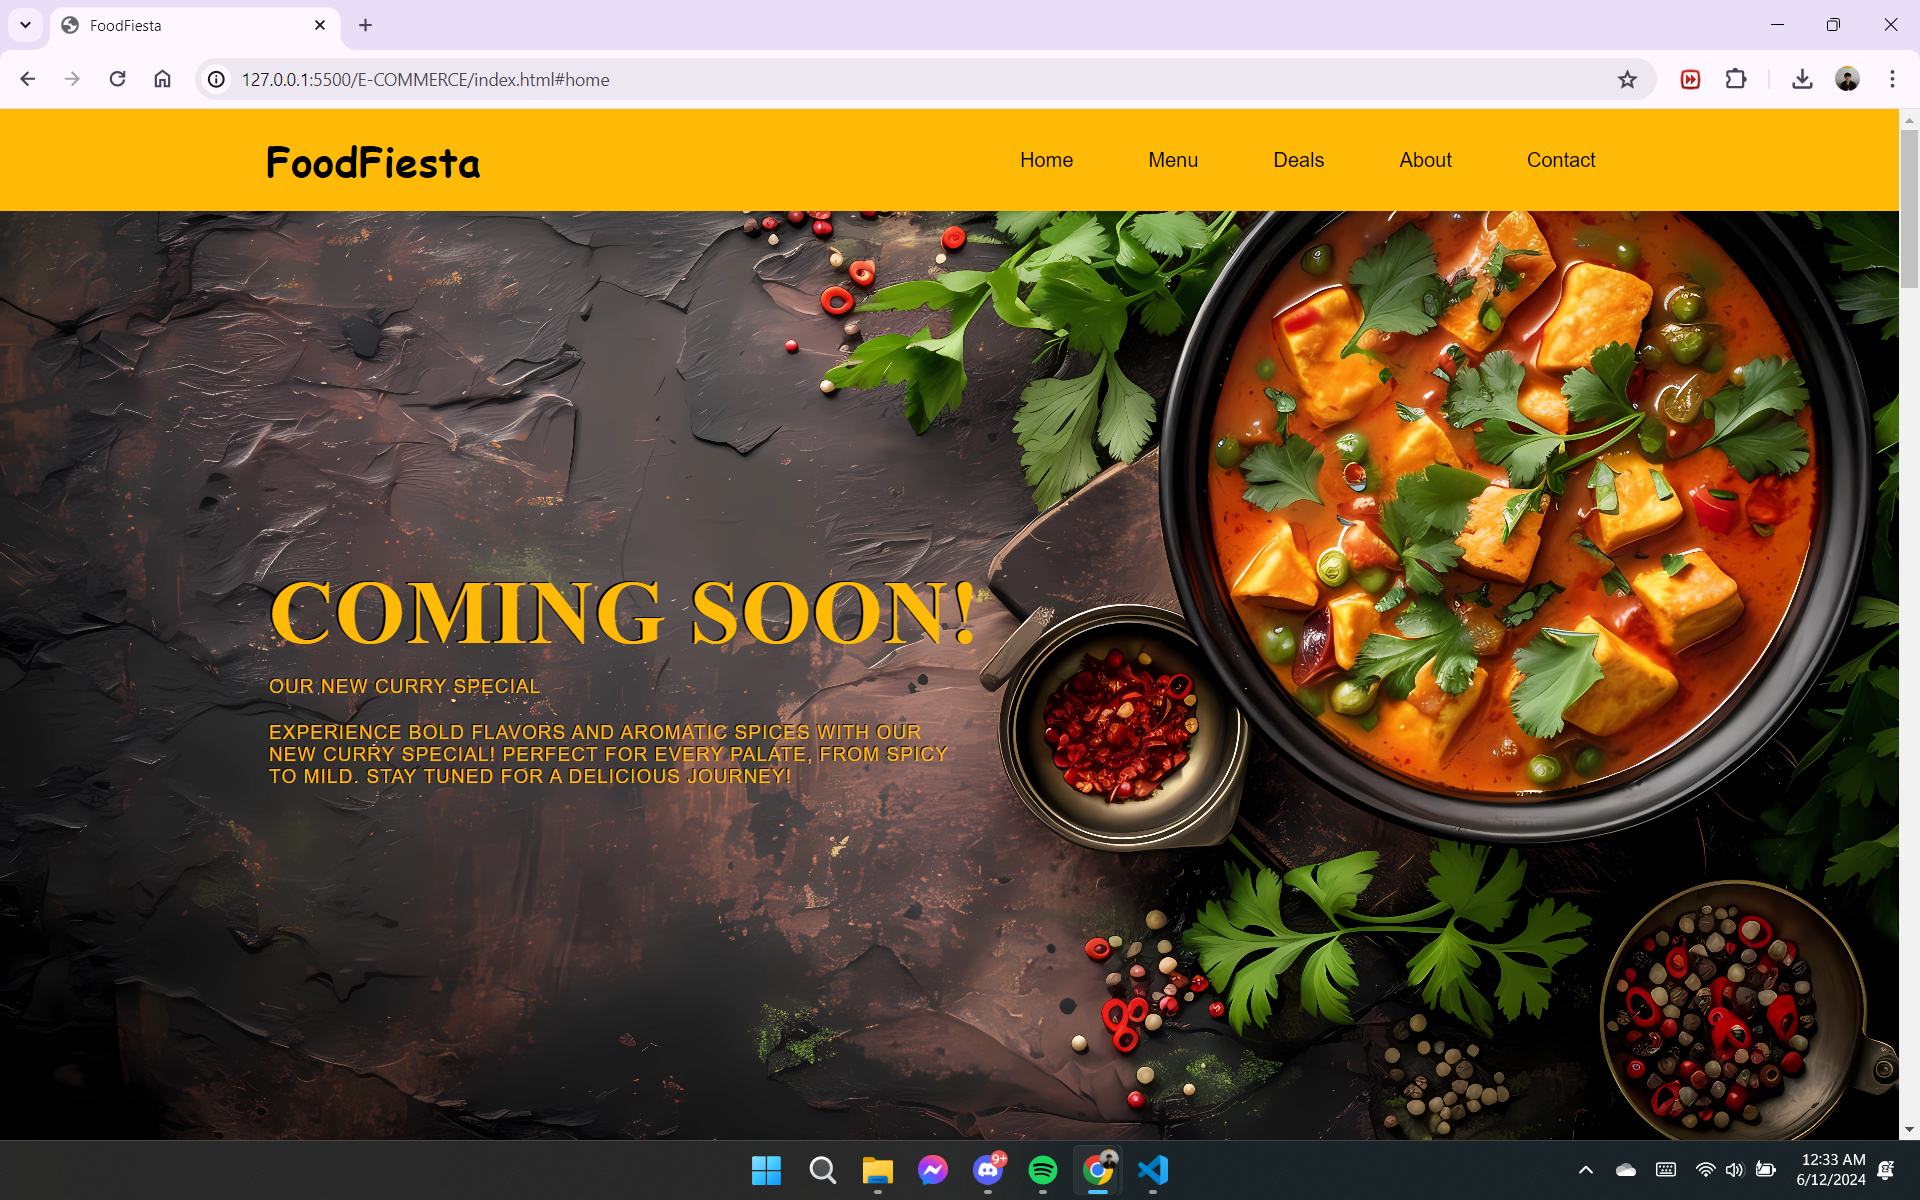 FoodFiesta
127.0.0.1:5500/E-COMMERCE/index.html#home
FoodFiesta
Home Menu Deals About Contact
COMING SOON!
OUR NEW CURRY SPECIAL
EXPERIENCE BOLD FLAVORS AND AROMATIC SPICES WITH OUR
NEW CURRY SPECIAL! PERFECT FOR EVERY PALATE, FROM SPICY
TO MILD. STAY TUNED FOR A DELICIOUS JOURNEY!
9+
12:33 AM
6/12/2024